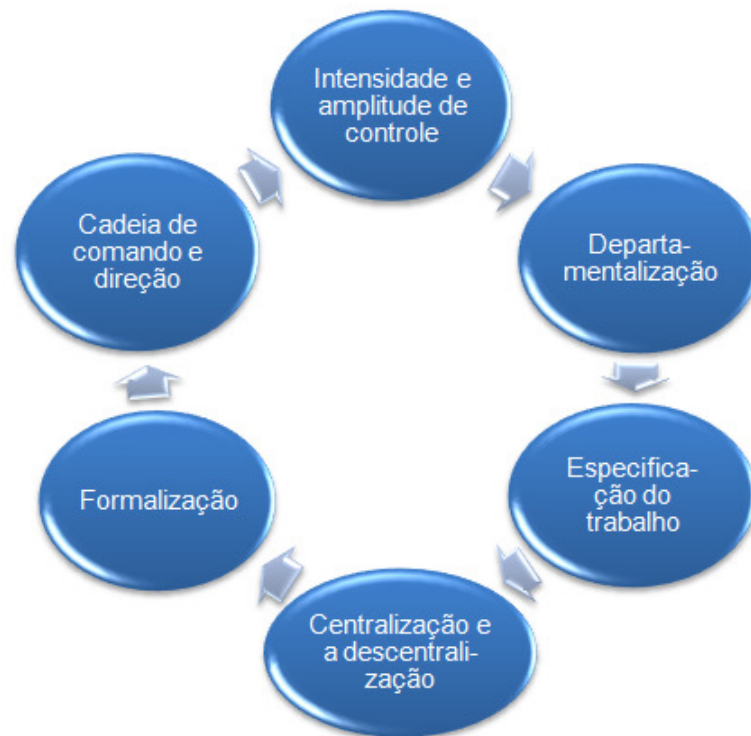 Intensidade e
amplitude de
controle
Departa-
mentalização
Especifica-
ção do
trabalho
Centralização e
a descentrali-
zação
Formalização
Cadeia de
comando e
direção